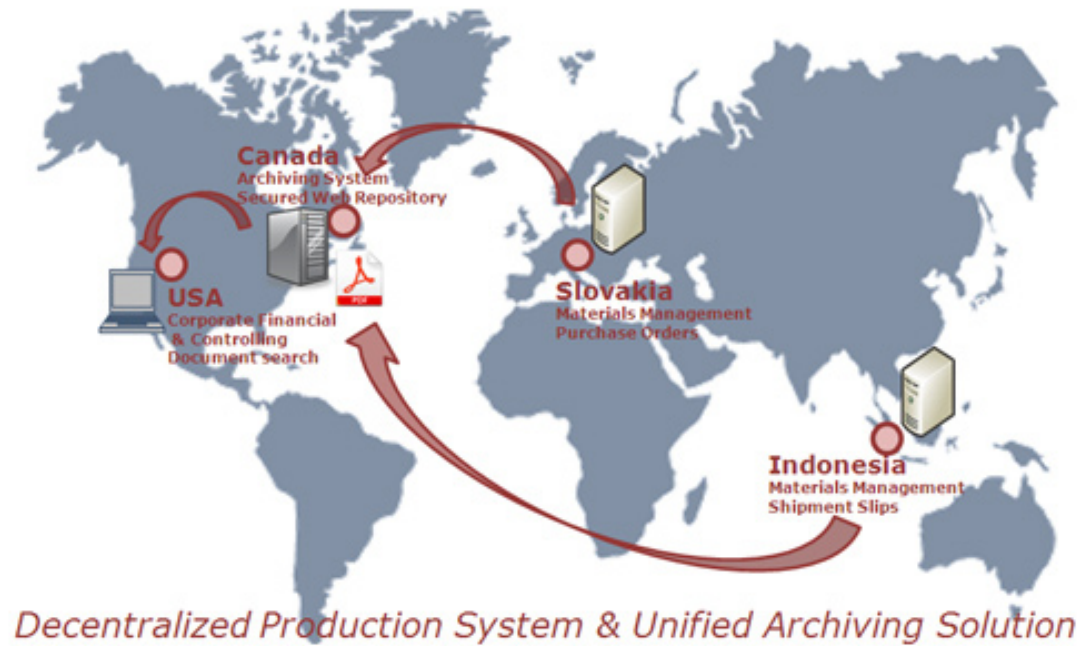 Canada
Archiving System
Secured Web Repository
USA
Corporate Financial
& Controlling
Document search
PDF
Slovakia
Materials Management
Purchase Orders
Indonesia
Materials Management
Shipment Slips
Decentralized Production System & Unified Archiving Solution